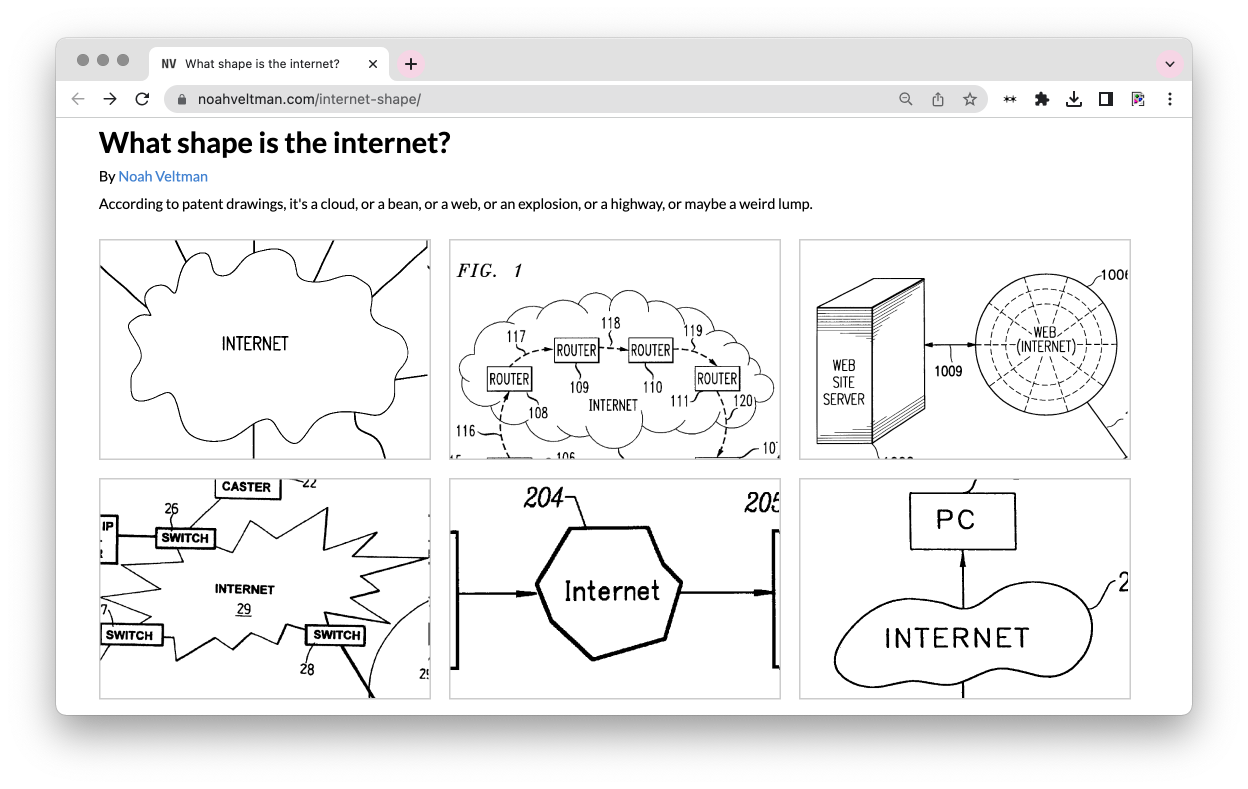 NV What shape is the internet?
noahveltman.com/internet-shape/
What shape is the internet?
By Noah Veltman
According to patent drawings, it's a cloud, or a bean, or a web, or an explosion, or a highway, or maybe a weird lump.
INTERNET
FIG. 1
118
117
119
ROUTER
ROUTER
ROUTER
ROUTER
109
110
111
108
INTERNET
120
116
106
10
1006
WEB
(INTERNET)
1009
WEB
SITE
SERVER
CASTER
22
26
IP
SWITCH
INTERNET
29
7
SWITCH
SWITCH
28
29
204
205
Internet
PC
2
INTERNET